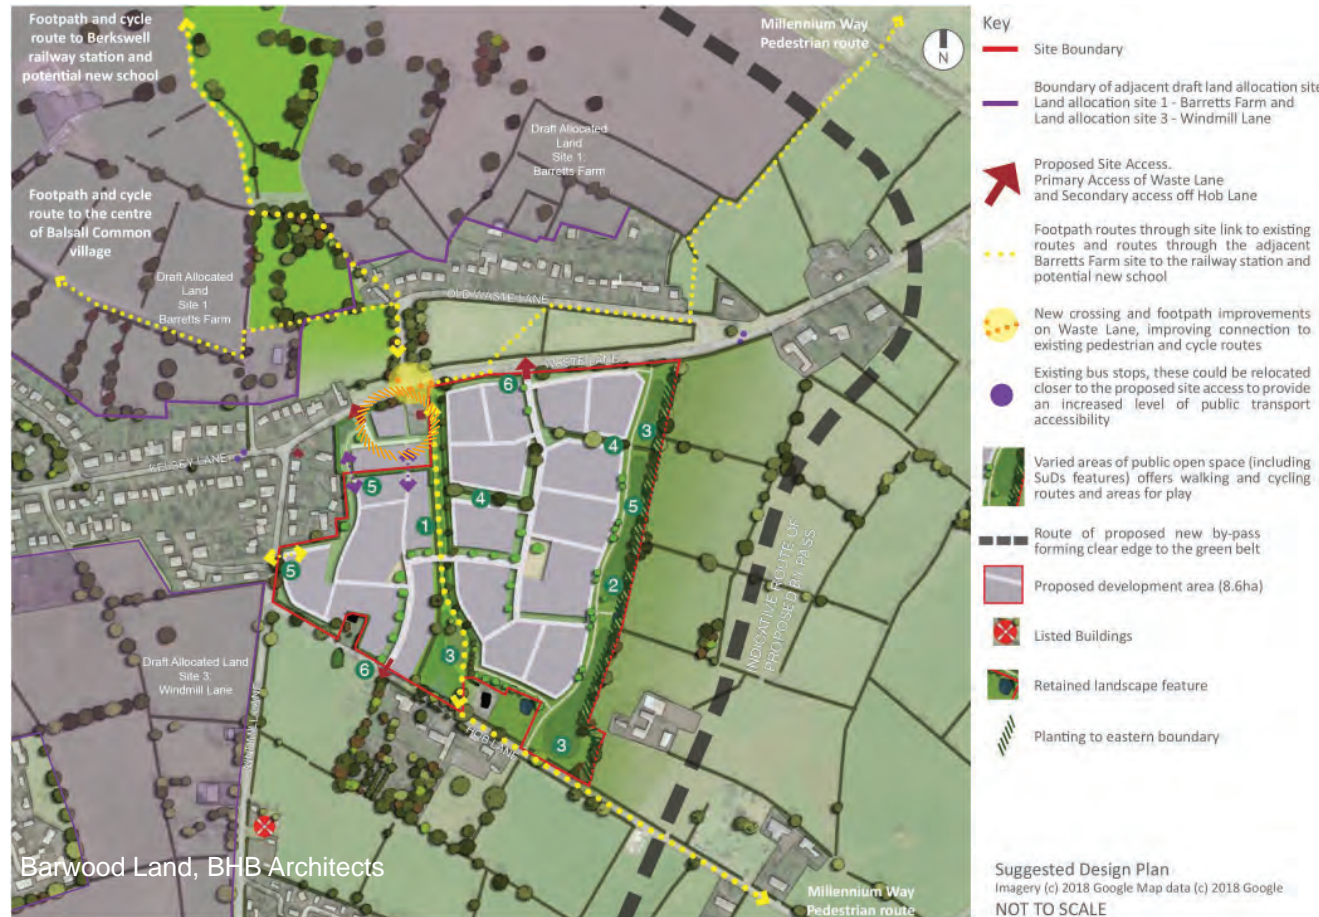 Footpath and cycle
route to Berkswell
railway station and
potential new school
Millennium Way
Pedestrian route
N
Draft Allocated
Land
Site 1:
Barretts Farm
Footpath and cycle
route to the centre
of Balsall Common
village
Draft Allocated
Land
Site 1
Barretts Farm
OLD WASTE LANE
WASTE LANE
KELSEY LANE
6
3
4
5
4
1
5
5
2
INDICATIVE ROUTE OF
PROPOSED BY PASS
Draft Allocated Land
Site 3:
Windmill Lane
WINDMILL LANE
3
6
HOB LANE
3
Barwood Land, BHB Architects
Millennium Way
Pedestrian route
Key
Site Boundary
Boundary of adjacent draft land allocation site
Land allocation site 1 - Barretts Farm and
Land allocation site 3 - Windmill Lane
Proposed Site Access.
Primary Access of Waste Lane
and Secondary access off Hob Lane
Footpath routes through site link to existing
routes and routes through the adjacent
Barretts Farm site to the railway station and
potential new school
New crossing and footpath improvements
on Waste Lane, improving connection to
existing pedestrian and cycle routes
Existing bus stops, these could be relocated
closer to the proposed site access to provide
an increased level of public transport
accessibility
Varied areas of public open space (including
SuDs features) offers walking and cycling
routes and areas for play
Route of proposed new by-pass
forming clear edge to the green belt
Proposed development area (8.6ha)
Listed Buildings
Retained landscape feature
Planting to eastern boundary
Suggested Design Plan
Imagery (c) 2018 Google Map data (c) 2018 Google
NOT TO SCALE